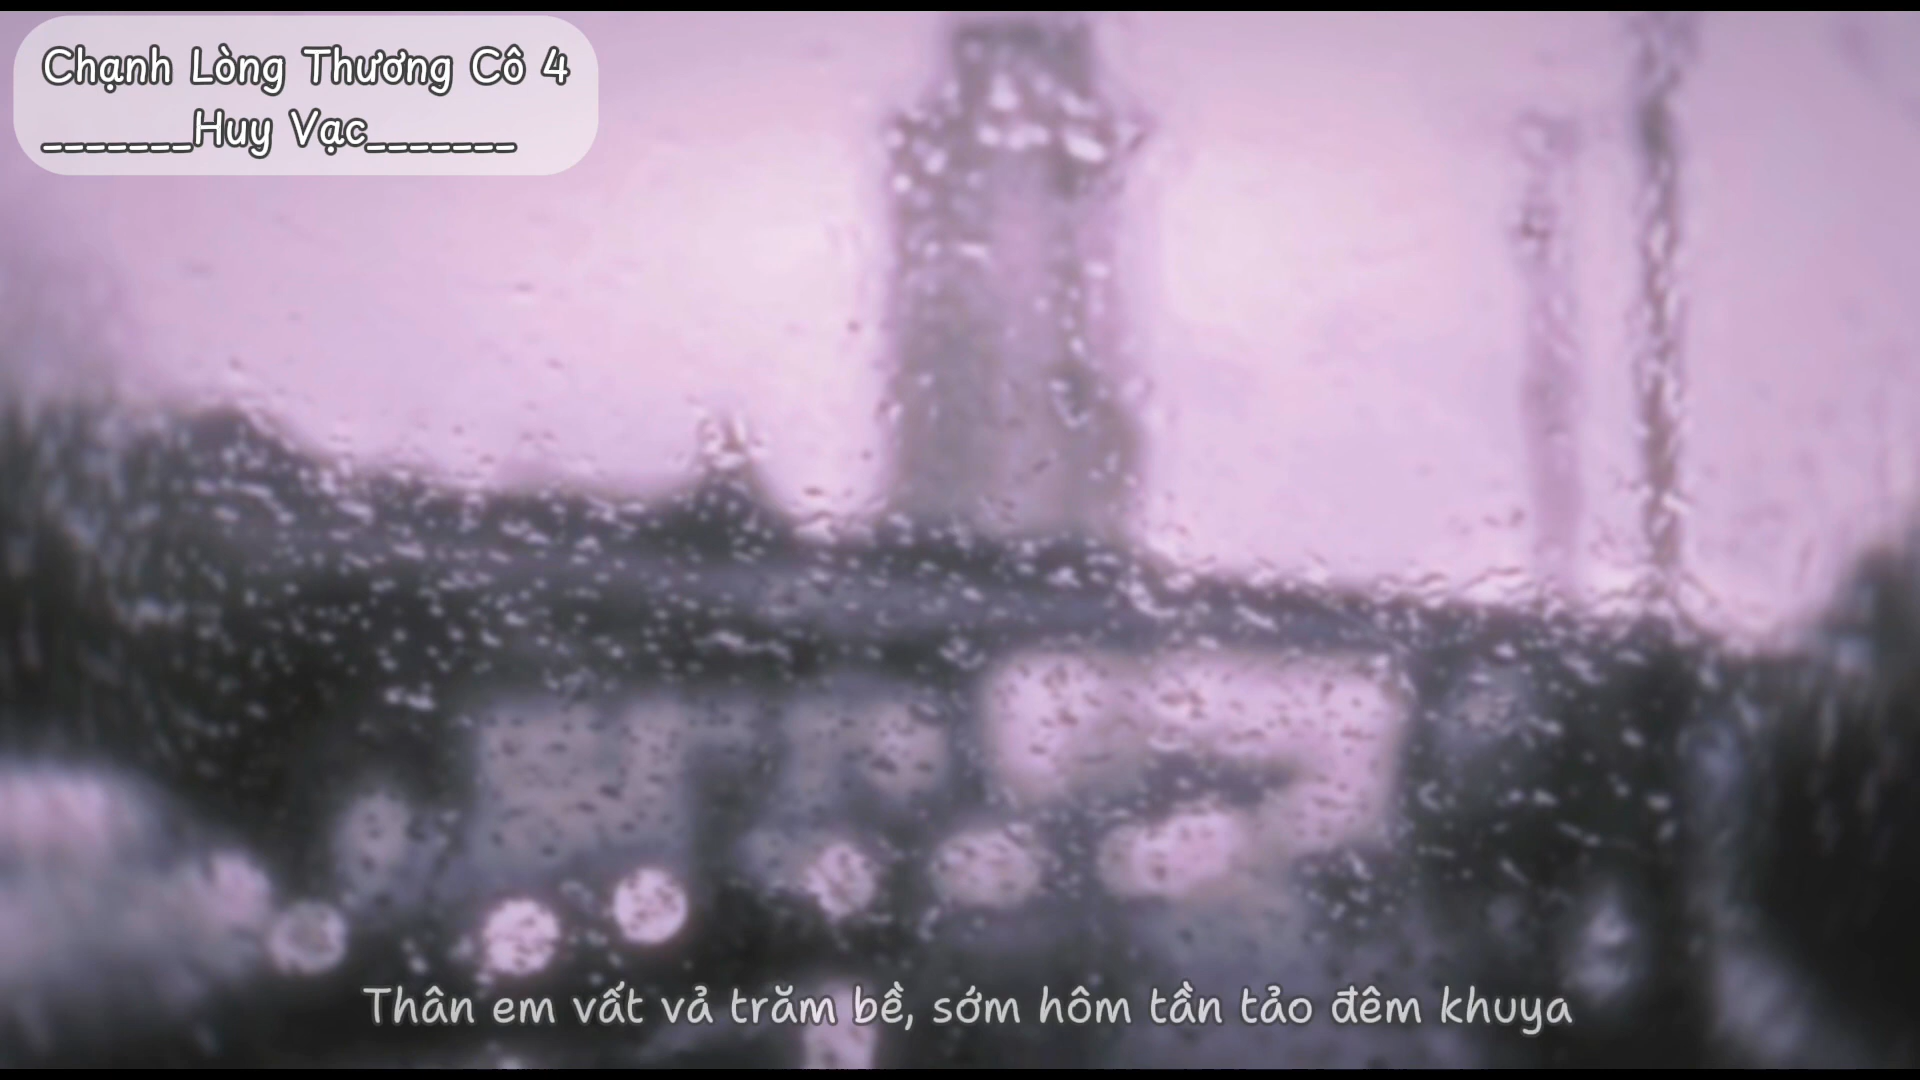 Chạnh Lòng Thương Cô 4
_______Huy Vạc_______
Thân em vất vả trăm bề, sớm hôm tần tảo đêm khuya